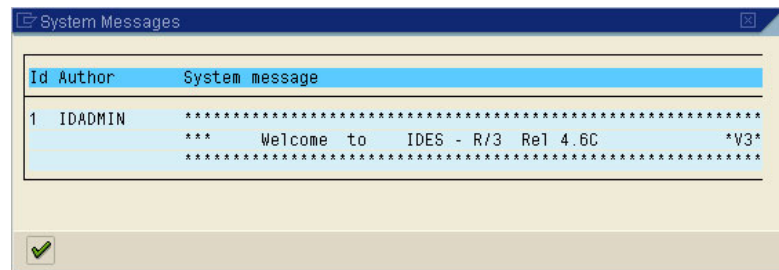 System Messages
Id Author System message
1 IDADMIN ***********************************************************
*** Welcome to IDES - R/3 Rel 4.6C *V3*
***********************************************************